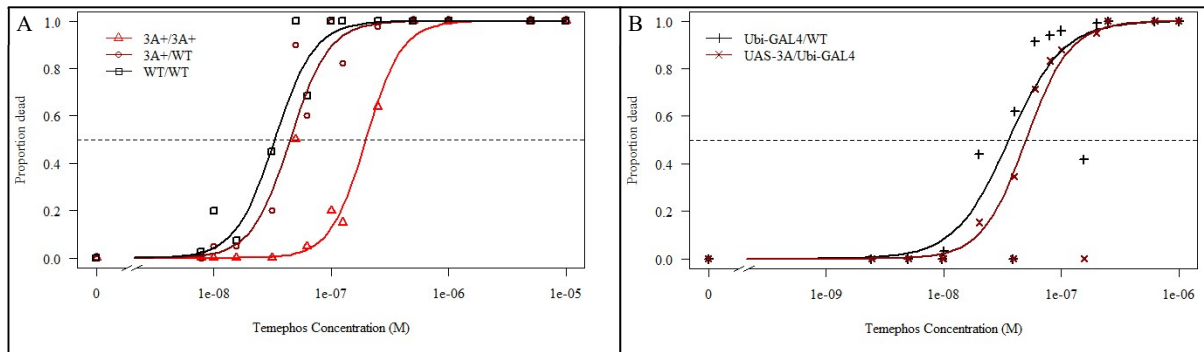 A
3A+/3A+
3A+/WT
WT/WT
Proportion dead
1.0
0.8
0.6
0.4
0.2
0.0
0
1e-08
1e-07
1e-06
1e-05
Temephos Concentration (M)
B
Ubi-GAL4/WT
UAS-3A/Ubi-GAL4
Proportion dead
1.0
0.8
0.6
0.4
0.2
0.0
0
1e-09
1e-08
1e-07
1e-06
Temephos Concentration (M)